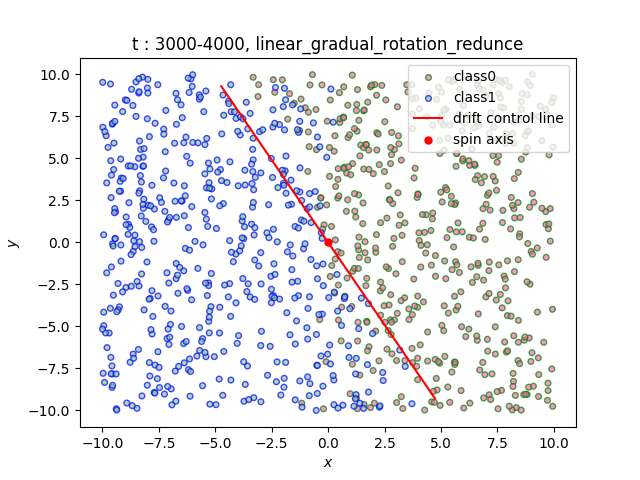 t : 3000-4000, linear_gradual_rotation_redunce
class0
class1
drift control line
spin axis
10.0
7.5
5.0
2.5
0.0
−2.5
−5.0
−7.5
−10.0
y
−10.0 −7.5 −5.0 −2.5 0.0 2.5 5.0 7.5 10.0
x